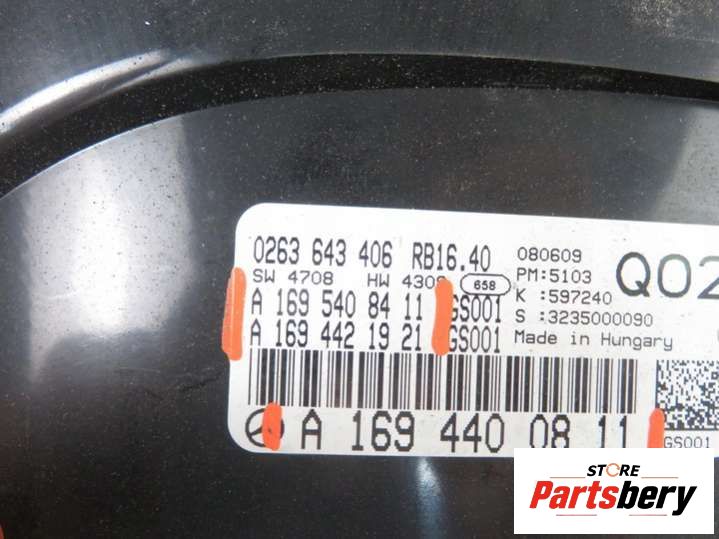 0263 643 406 RB16.40 080609
SW 4708 HW 4308 658 PM:5103 Q02
A 169 540 84 11 GS001 K :597240
A 169 442 19 21 GS001 S :3235000090
Made in Hungary
A 169 440 08 11 GS001
STORE
Partsbery